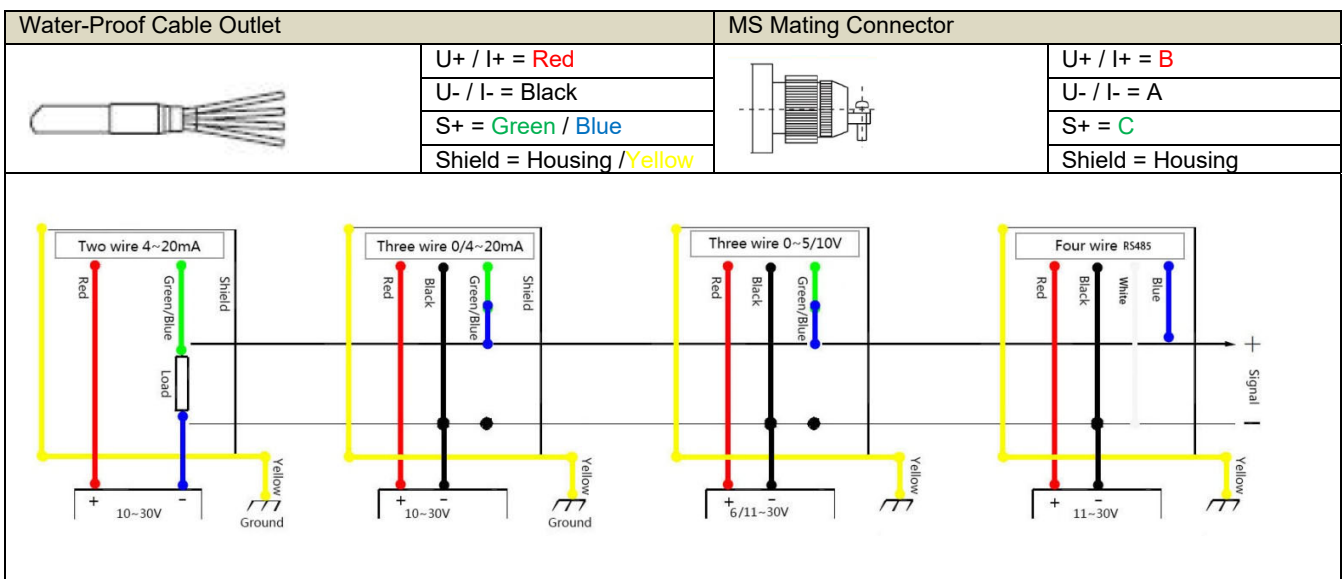 Water-Proof Cable Outlet
MS Mating Connector
U+ / I+ = Red
U- / I- = Black
S+ = Green / Blue
Shield = Housing /Yellow
U+ / I+ = B
U- / I- = A
S+ = C
Shield = Housing
Two wire 4~20mA
Red
Green/Blue
Shield
Load
Yellow
+
−
10~30V
Ground
Three wire 0/4~20mA
Red
Black
Green/Blue
Shield
Yellow
+
−
10~30V
Ground
Three wire 0~5/10V
Red
Black
Green/Blue
Yellow
+
−
6/11~30V
Four wire RS485
Red
Black
White
Blue
Yellow
+
−
11~30V
+
Signal
−